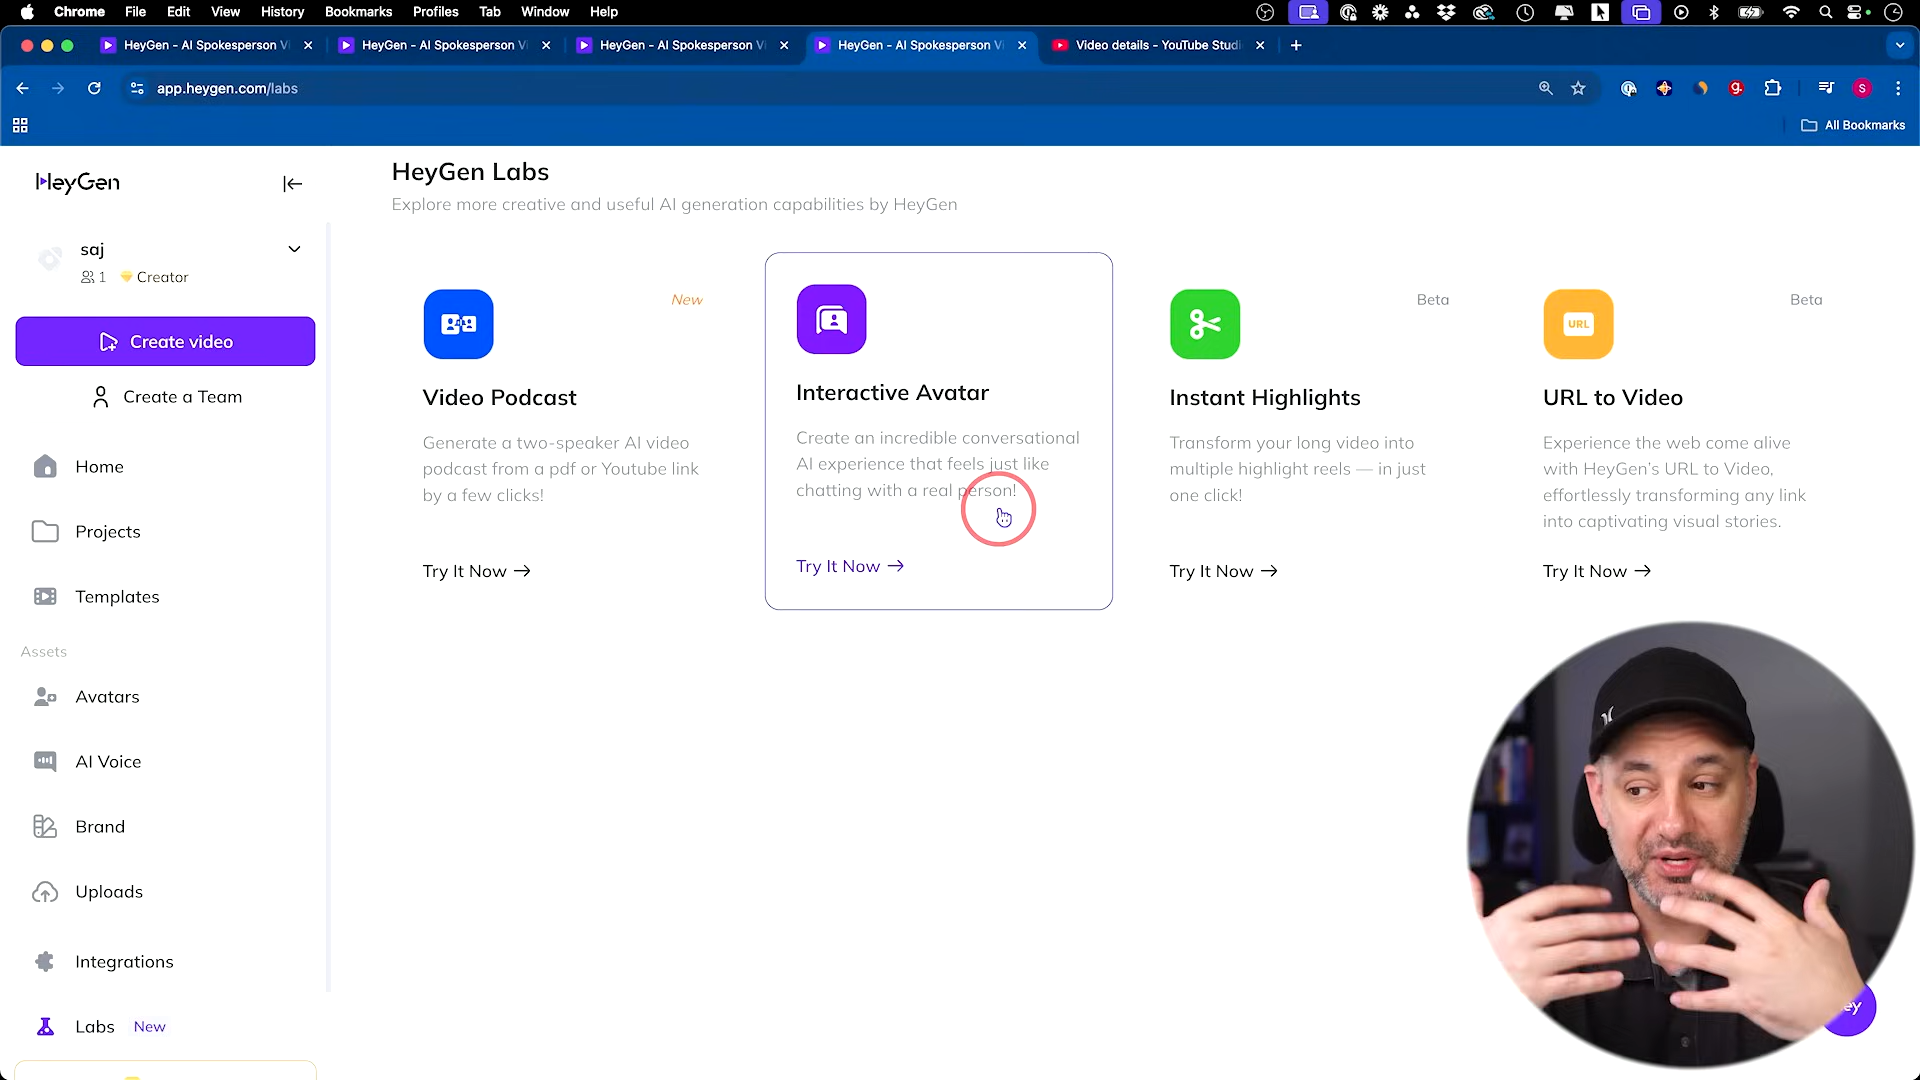 Chrome File Edit View History Bookmarks Profiles Tab Window Help
HeyGen - AI Spokesperson Vi
HeyGen - AI Spokesperson Vi
HeyGen - AI Spokesperson Vi
HeyGen - AI Spokesperson Vi
Video details - YouTube Studi
app.heygen.com/labs
g.
S
All Bookmarks
HeyGen
saj
1 Creator
Create video
Create a Team
Home
Projects
Templates
Assets
Avatars
AI Voice
Brand
Uploads
Integrations
Labs New
HeyGen Labs
Explore more creative and useful AI generation capabilities by HeyGen
New
Video Podcast
Generate a two-speaker AI video
podcast from a pdf or Youtube link
by a few clicks!
Try It Now
Interactive Avatar
Create an incredible conversational
AI experience that feels just like
chatting with a real person!
Try It Now
Beta
Instant Highlights
Transform your long video into
multiple highlight reels — in just
one click!
Try It Now
URL
Beta
URL to Video
Experience the web come alive
with HeyGen's URL to Video,
effortlessly transforming any link
into captivating visual stories.
Try It Now